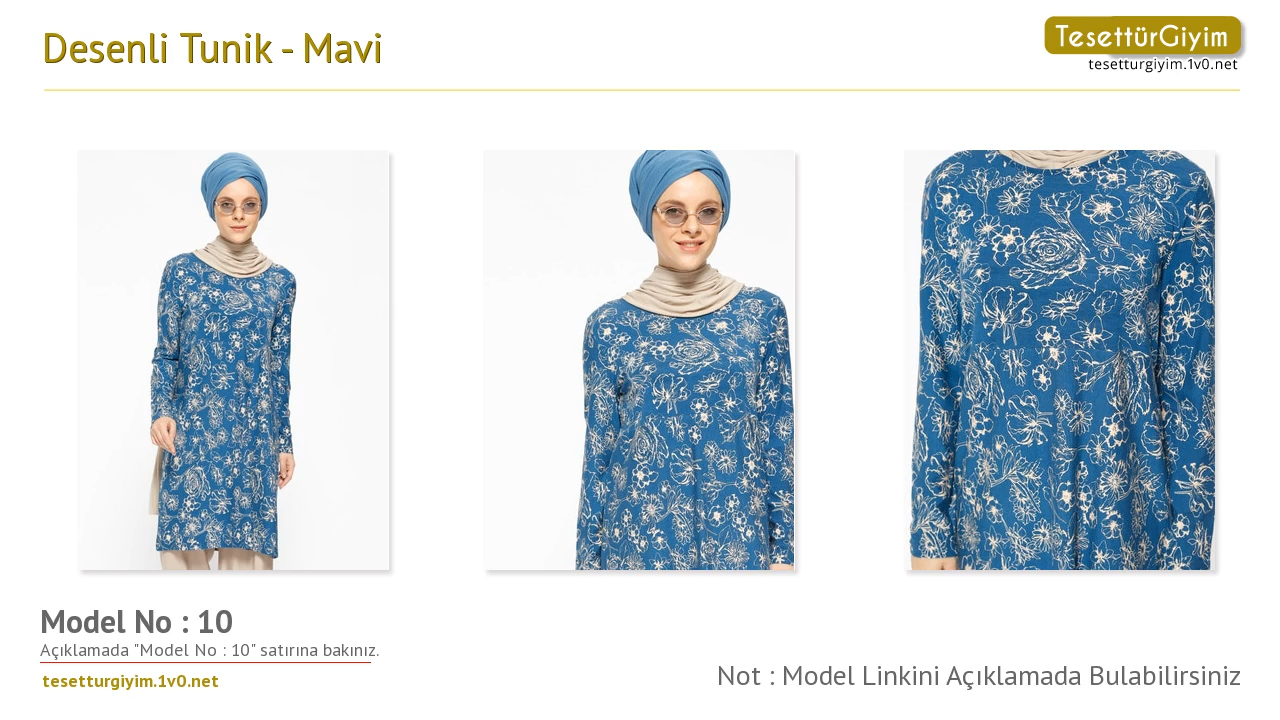 Desenli Tunik - Mavi
TesettürGiyim
tesetturgiyim.1v0.net
Model No : 10
Açıklamada "Model No : 10" satırına bakınız.
tesetturgiyim.1v0.net
Not : Model Linkini Açıklamada Bulabilirsiniz